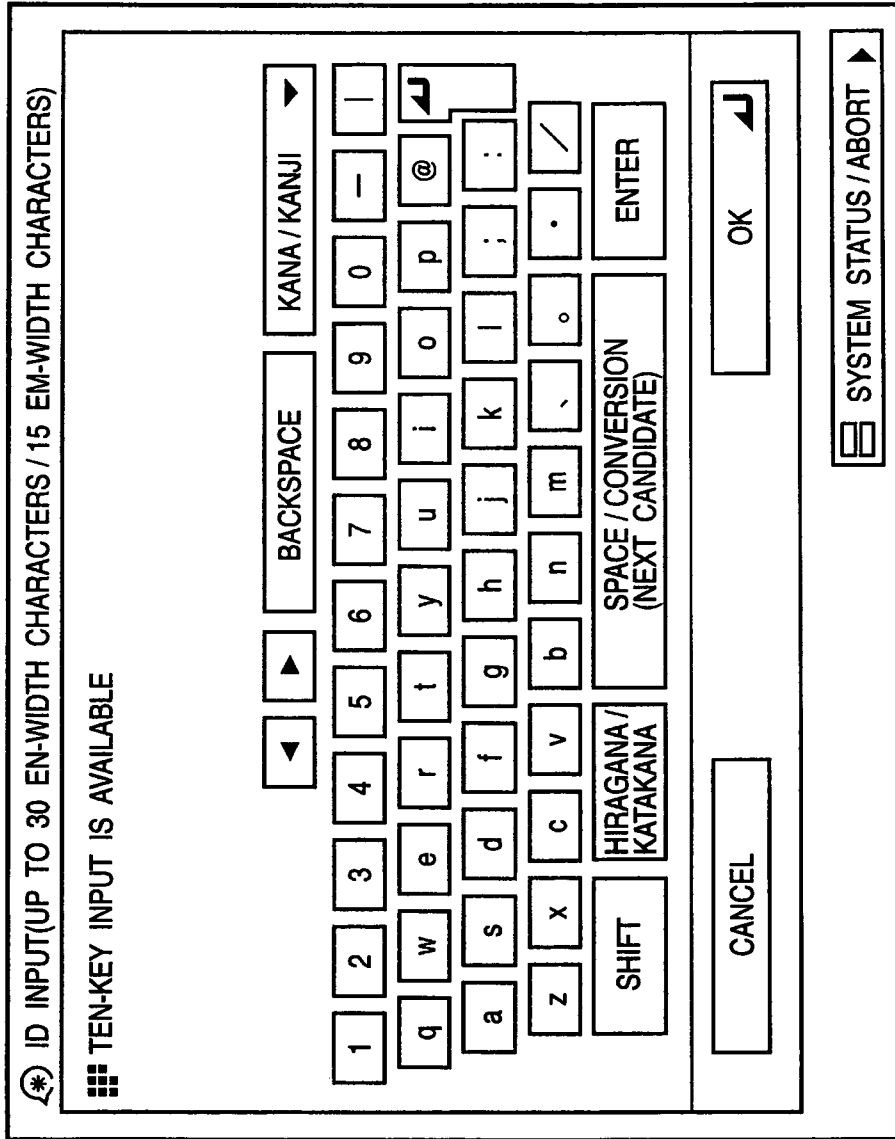 ID INPUT(UP TO 30 EN-WIDTH CHARACTERS / 15 EM-WIDTH CHARACTERS)
TEN-KEY INPUT IS AVAILABLE
◄ ► BACKSPACE KANA / KANJI ▼
1 2 3 4 5 6 7 8 9 0 — |
q w e r t y u i o p @
a s d f g h j k l ; :
z x c v b n m 、 。 ・ /
SHIFT HIRAGANA / KATAKANA SPACE / CONVERSION (NEXT CANDIDATE) ENTER
CANCEL OK
SYSTEM STATUS / ABORT ►